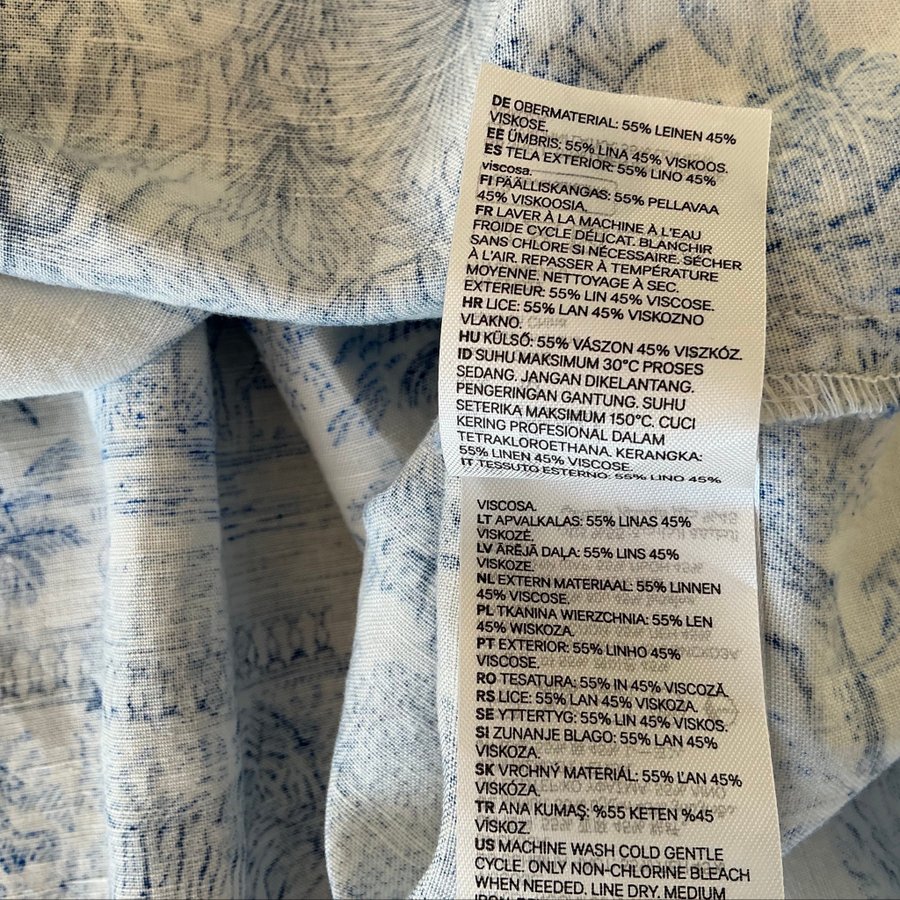 DE OBERMATERIAL: 55% LEINEN 45%
VISKOSE.
EE ÜMBRIS: 55% LINA 45% VISKOOS.
ES TELA EXTERIOR: 55% LINO 45%
viscosa.
FI PÄÄLLISKANGAS: 55% PELLAVAA
45% VISKOOSIA.
FR LAVER À LA MACHINE À L'EAU
FROIDE CYCLE DÉLICAT. BLANCHIR
SANS CHLORE SI NÉCESSAIRE. SÉCHER
À L'AIR. REPASSER À TEMPÉRATURE
MOYENNE. NETTOYAGE À SEC.
EXTERIEUR: 55% LIN 45% VISCOSE.
HR LICE: 55% LAN 45% VISKOZNO
VLAKNO.
HU KÜLSŐ: 55% VÁSZON 45% VISZKÓZ.
ID SUHU MAKSIMUM 30°C PROSES
SEDANG. JANGAN DIKELANTANG.
PENGERINGAN GANTUNG. SUHU
SETERIKA MAKSIMUM 150°C. CUCI
KERING PROFESIONAL DALAM
TETRAKLOROETHANA. KERANGKA:
55% LINEN 45% VISCOSE.
IT TESSUTO ESTERNO: 55% LINO 45%
VISCOSA.
LT APVALKALAS: 55% LINAS 45%
VISKOZĖ.
LV ĀRĒJĀ DAĻA: 55% LINS 45%
VISKOZE.
NL EXTERN MATERIAAL: 55% LINNEN
45% VISCOSE.
PL TKANINA WIERZCHNIA: 55% LEN
45% WISKOZA.
PT EXTERIOR: 55% LINHO 45%
VISCOSE.
RO TESATURA: 55% IN 45% VISCOZĂ.
RS LICE: 55% LAN 45% VISKOZA.
SE YTTERTYG: 55% LIN 45% VISKOS.
SI ZUNANJE BLAGO: 55% LAN 45%
VISKOZA.
SK VRCHNÝ MATERIÁL: 55% ĽAN 45%
VISKÓZA.
TR ANA KUMAŞ: %55 KETEN %45
VİSKOZ.
US MACHINE WASH COLD GENTLE
CYCLE. ONLY NON-CHLORINE BLEACH
WHEN NEEDED. LINE DRY. MEDIUM